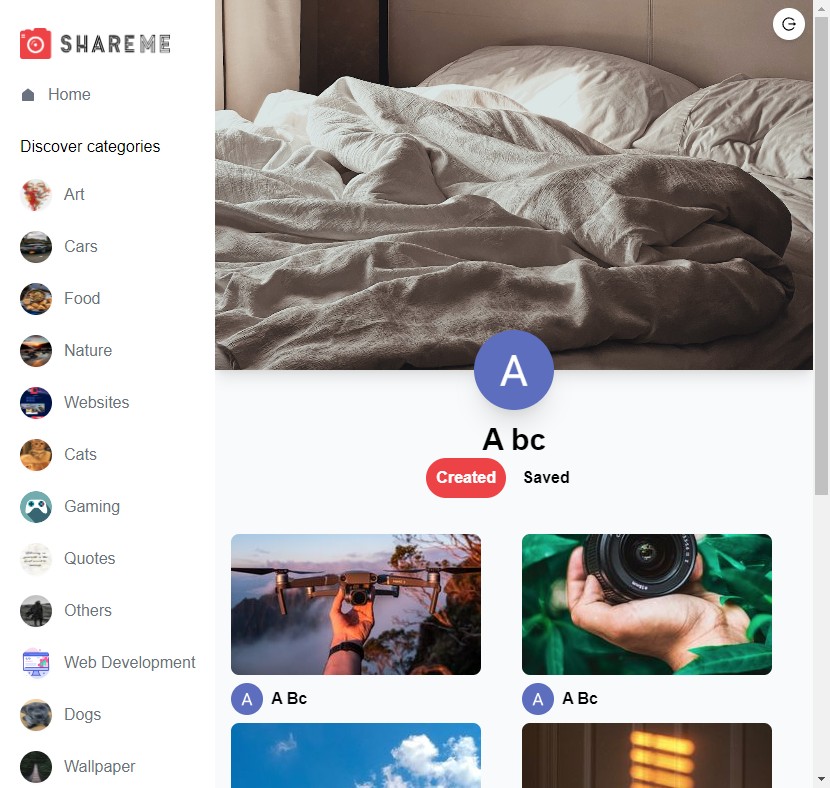 SHAREME
Home
Discover categories
Art
Cars
Food
Nature
Websites
Cats
Gaming
Quotes
Others
Web Development
Dogs
Wallpaper
A
A bc
Created
Saved
A
A Bc
A
A Bc